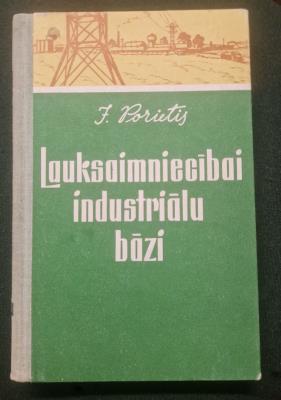 J. Porietis
Lauksaimniecībai
industriālu
bāzi